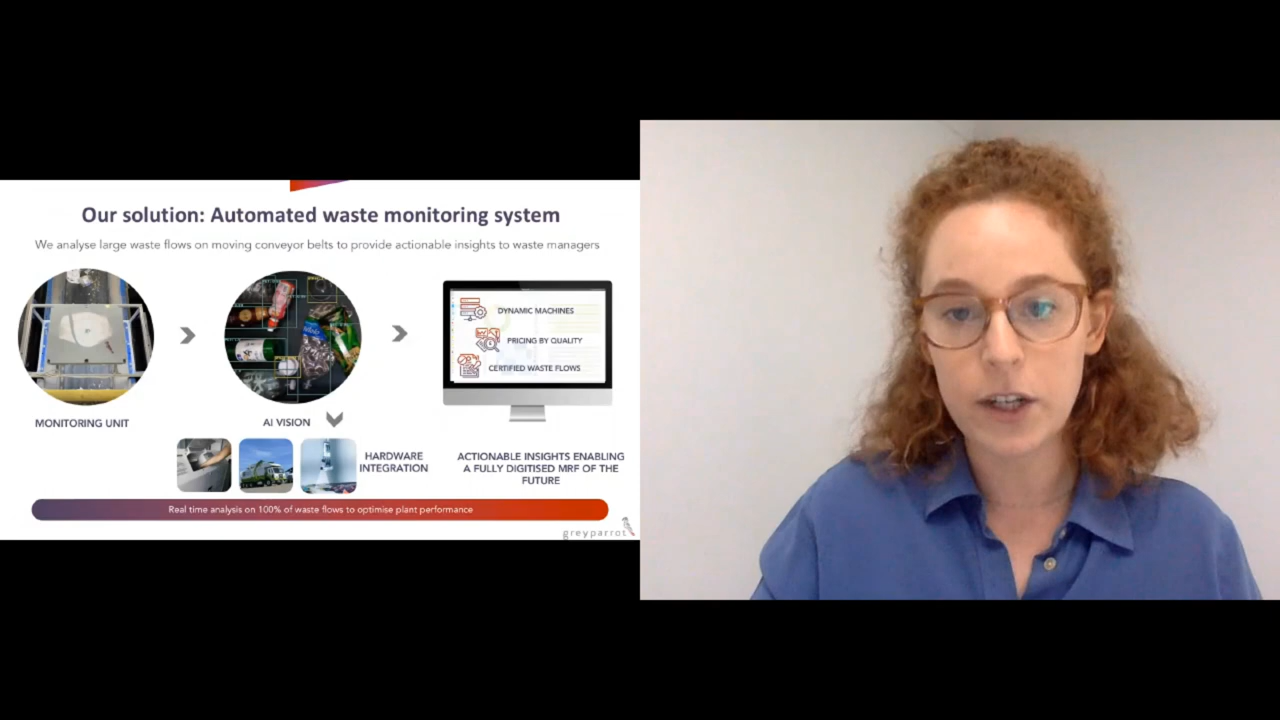 Our solution: Automated waste monitoring system
We analyse large waste flows on moving conveyor belts to provide actionable insights to waste managers
DYNAMIC MACHINES
PRICING BY QUALITY
CERTIFIED WASTE FLOWS
MONITORING UNIT
AI VISION
HARDWARE
INTEGRATION
ACTIONABLE INSIGHTS ENABLING
A FULLY DIGITISED MRF OF THE
FUTURE
Real time analysis on 100% of waste flows to optimise plant performance
greyparrot